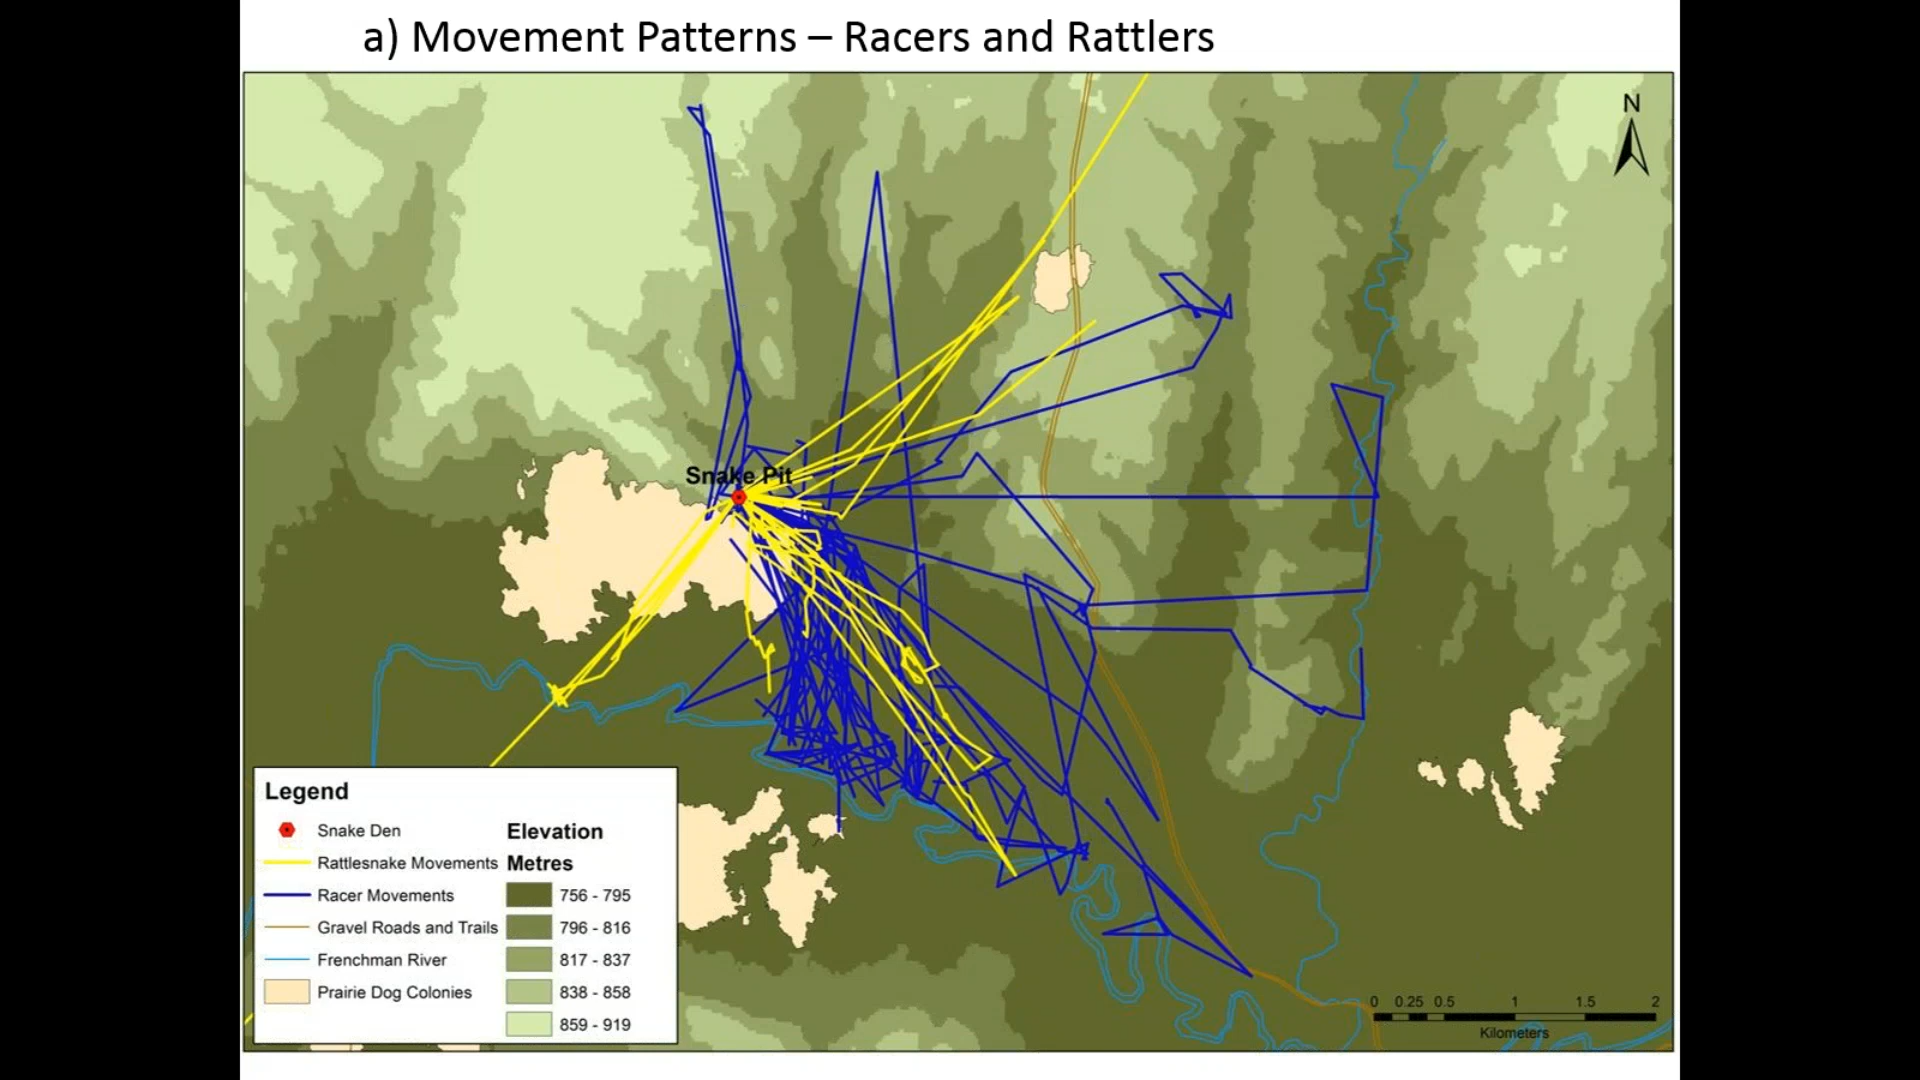 a) Movement Patterns – Racers and Rattlers
N
Snake Pit
Legend
Snake Den
Rattlesnake Movements
Racer Movements
Gravel Roads and Trails
Frenchman River
Prairie Dog Colonies
Elevation
Metres
756 - 795
796 - 816
817 - 837
838 - 858
859 - 919
0 0.25 0.5 1 1.5 2
Kilometers